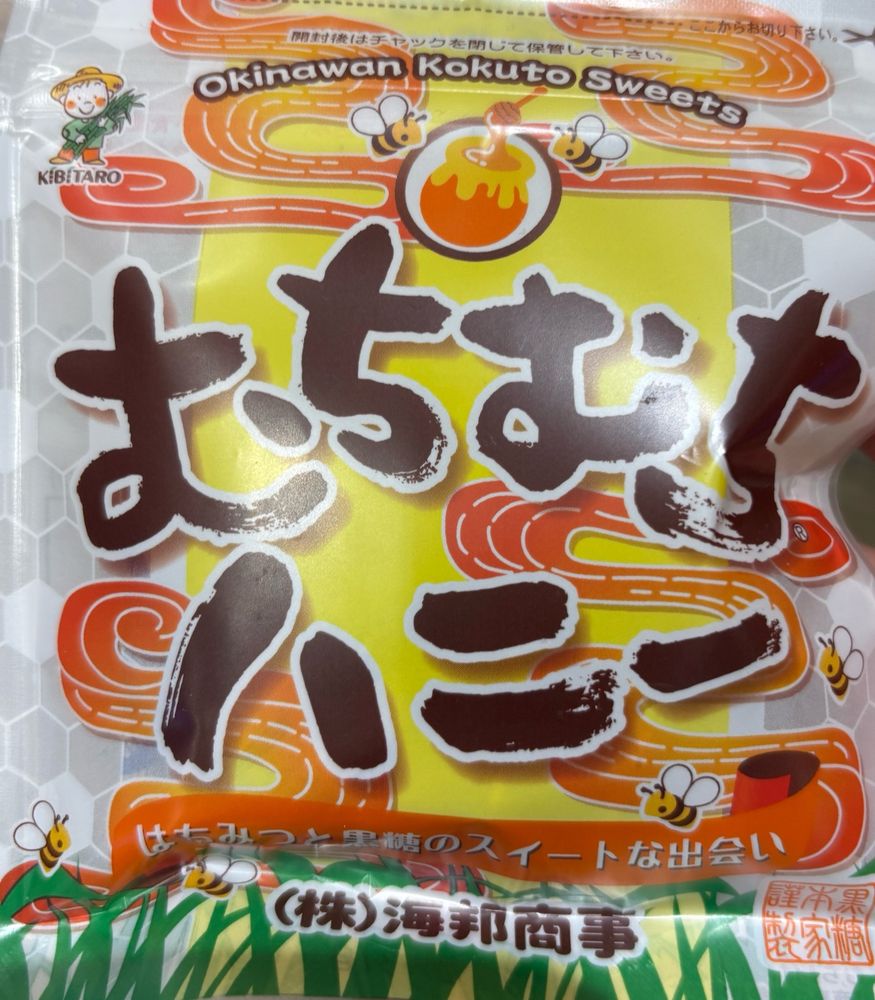 ここからお切り下さい。
開封後はチャックを閉じて保管して下さい。
Okinawan Kokuto Sweets
KiBiTARO
むちむち®
ハニー
はちみつと黒糖のスイートな出会い
(株)海邦商事
黒糖
本家
謹製